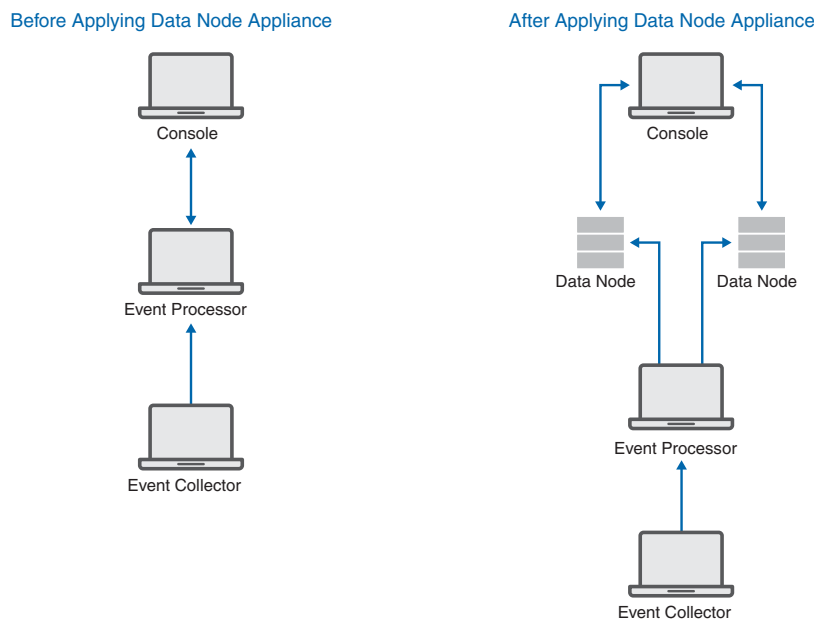 Before Applying Data Node Appliance
Console
Event Processor
Event Collector
After Applying Data Node Appliance
Console
Data Node
Data Node
Event Processor
Event Collector